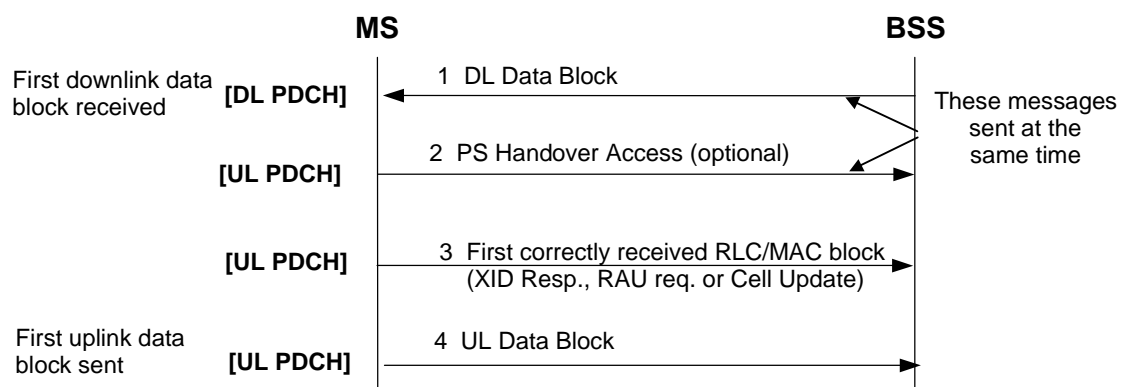 MS
BSS
First downlink data
block received
[DL PDCH]
1 DL Data Block
These messages
sent at the
same time
2 PS Handover Access (optional)
[UL PDCH]
3 First correctly received RLC/MAC block
(XID Resp., RAU req. or Cell Update)
[UL PDCH]
First uplink data
block sent
[UL PDCH]
4 UL Data Block